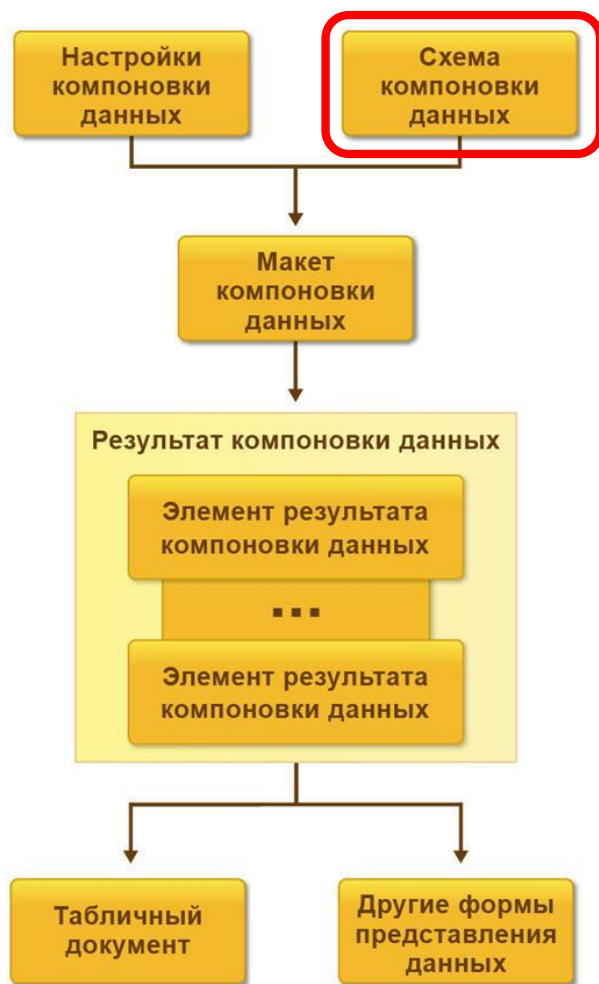 Настройки
компоновки
данных
Схема
компоновки
данных
Макет
компоновки
данных
Результат компоновки данных
Элемент результата
компоновки данных
...
Элемент результата
компоновки данных
Табличный
документ
Другие формы
представления
данных